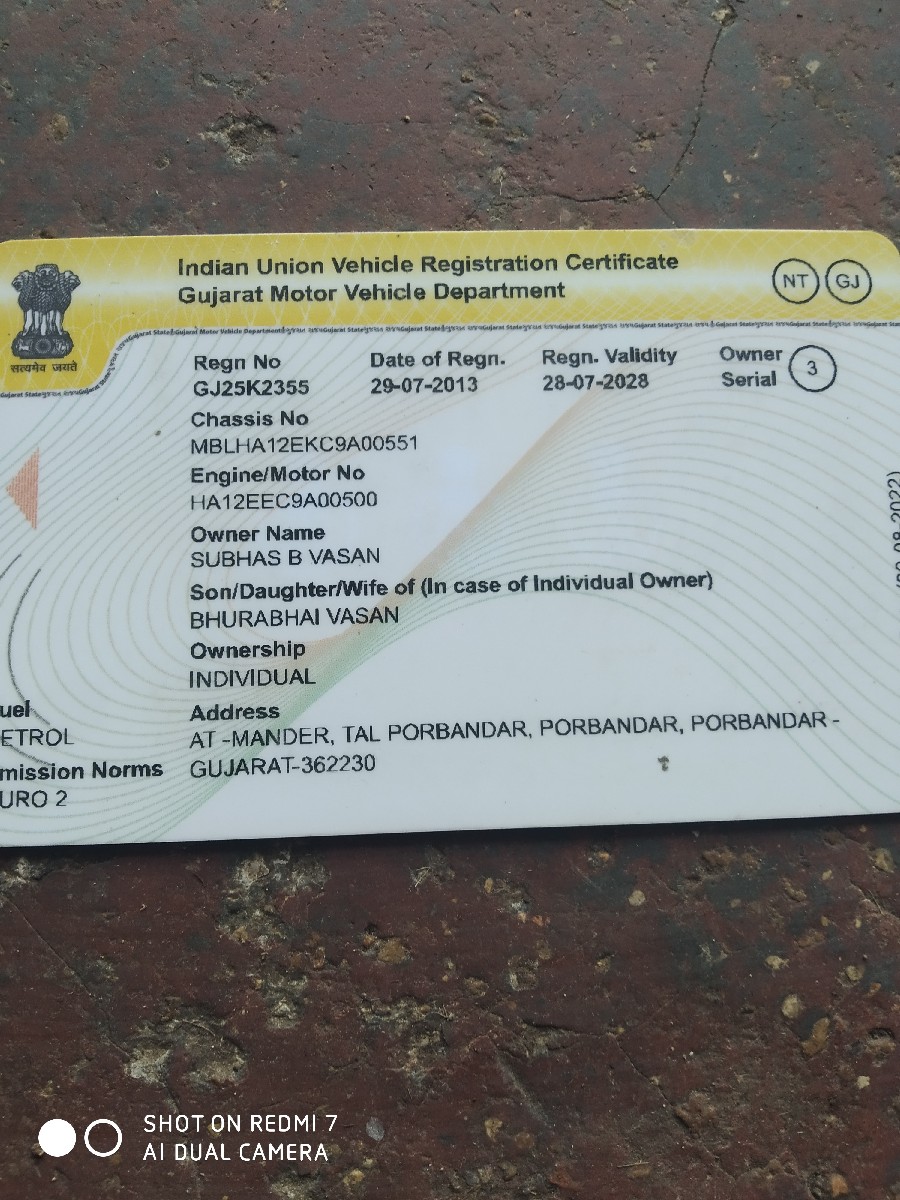 Indian Union Vehicle Registration Certificate
Gujarat Motor Vehicle Department
NT GJ
सत्यमेव जयते
Regn No Date of Regn. Regn. Validity Owner Serial 3
GJ25K2355 29-07-2013 28-07-2028
Chassis No
MBLHA12EKC9A00551
Engine/Motor No
HA12EEC9A00500
Owner Name
SUBHAS B VASAN
Son/Daughter/Wife of (In case of Individual Owner)
BHURABHAI VASAN
Ownership
INDIVIDUAL
uel
ETROL
Address
AT -MANDER, TAL PORBANDAR, PORBANDAR, PORBANDAR -
GUJARAT-362230
mission Norms
URO 2
SHOT ON REDMI 7
AI DUAL CAMERA